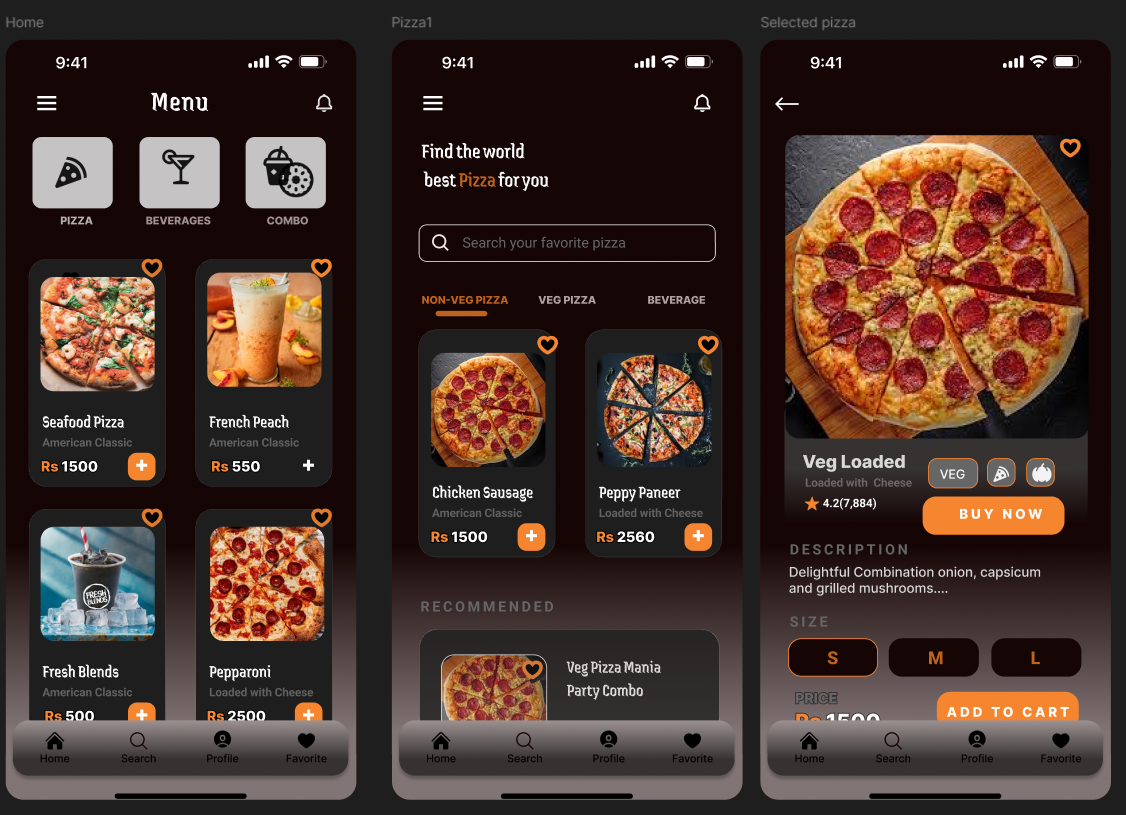 Home
9:41
Menu
PIZZA
BEVERAGES
COMBO
Seafood Pizza
American Classic
Rs 1500
French Peach
American Classic
Rs 550
FRESH
BLENDS
Fresh Blends
American Classic
Rs 500
Pepparoni
Loaded with Cheese
Rs 2500
Home
Search
Profile
Favorite
Pizza1
9:41
Find the world
best Pizza for you
Search your favorite pizza
NON-VEG PIZZA
VEG PIZZA
BEVERAGE
Chicken Sausage
American Classic
Rs 1500
Peppy Paneer
Loaded with Cheese
Rs 2560
RECOMMENDED
Veg Pizza Mania
Party Combo
Home
Search
Profile
Favorite
Selected pizza
9:41
Veg Loaded
Loaded with Cheese
4.2(7,884)
VEG
BUY NOW
DESCRIPTION
Delightful Combination onion, capsicum
and grilled mushrooms....
SIZE
S
M
L
PRICE
Rs 1500
ADD TO CART
Home
Search
Profile
Favorite